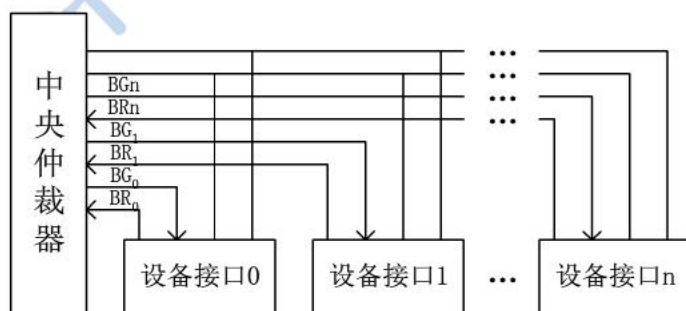 中央仲裁器
BGn
BRn
BG₁
BR₁
BG₀
BR₀
设备接口0 设备接口1 ... 设备接口n
...
...
...
...